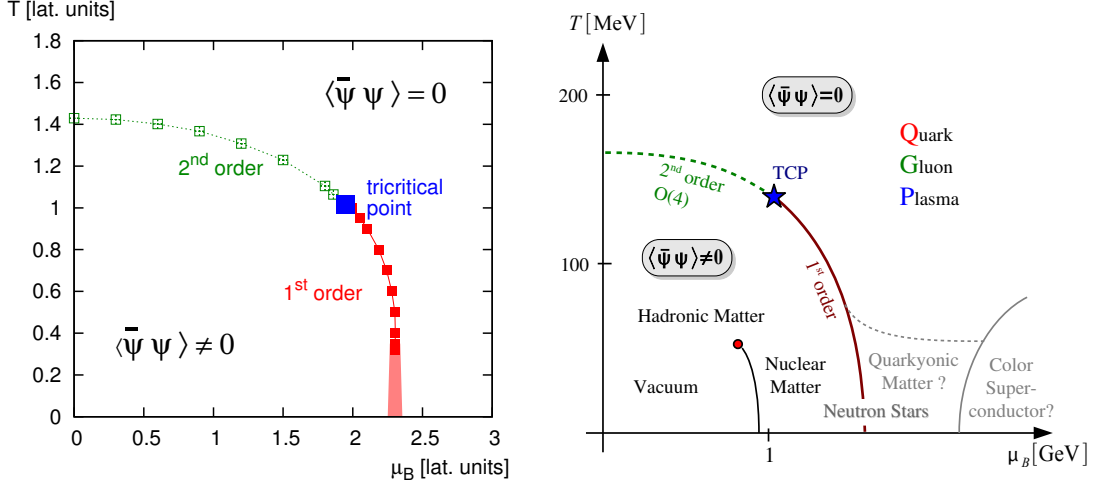 T [lat. units]
1.8
1.6
1.4
1.2
1
0.8
0.6
0.4
0.2
0
⟨ψ̄ ψ⟩ = 0
2nd order
tricritical
point
1st order
⟨ψ̄ ψ⟩ ≠ 0
0 0.5 1 1.5 2 2.5 3
μB [lat. units]
T [MeV]
200
100
⟨ψ̄ ψ⟩=0
Quark
Gluon
Plasma
TCP
2nd order
O(4)
⟨ψ̄ ψ⟩≠0
1st order
Hadronic Matter
Vacuum
Nuclear
Matter
Quarkyonic
Matter ?
Neutron Stars
Color
Super-
conductor?
1
μB [GeV]